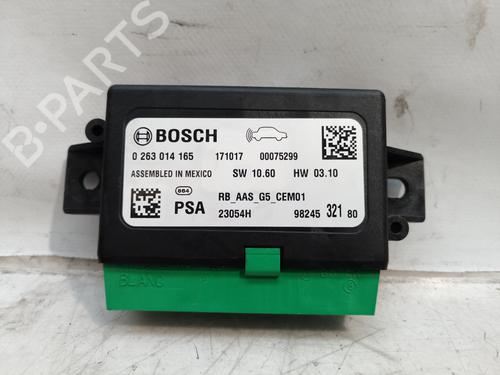 BOSCH
0 263 014 165 171017 00075299
ASSEMBLED IN MEXICO SW 10.60 HW 03.10
664 RB_AAS_G5_CEM01
PSA 23054H 98245 321 80
BLANC
B-PARTS